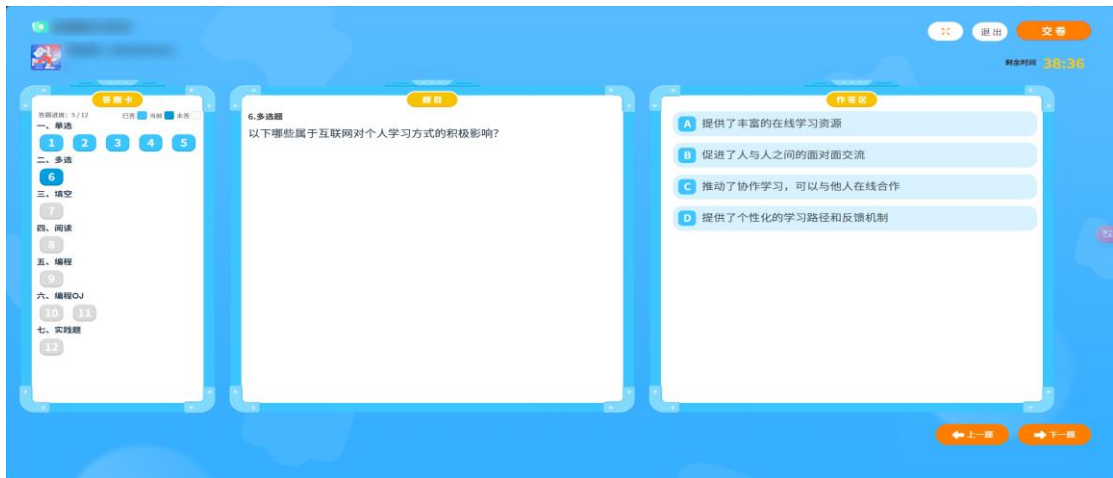 退出
交卷
剩余时间 38:36
答题卡
答题进度：5/12 已答 当前 未答
一、单选
1 2 3 4 5
二、多选
6
三、填空
7
四、阅读
8
五、编程
9
六、编程OJ
10 11
七、实践题
12
题目
6.多选题
以下哪些属于互联网对个人学习方式的积极影响？
作答区
A 提供了丰富的在线学习资源
B 促进了人与人之间的面对面交流
C 推动了协作学习，可以与他人在线合作
D 提供了个性化的学习路径和反馈机制
上一题
下一题